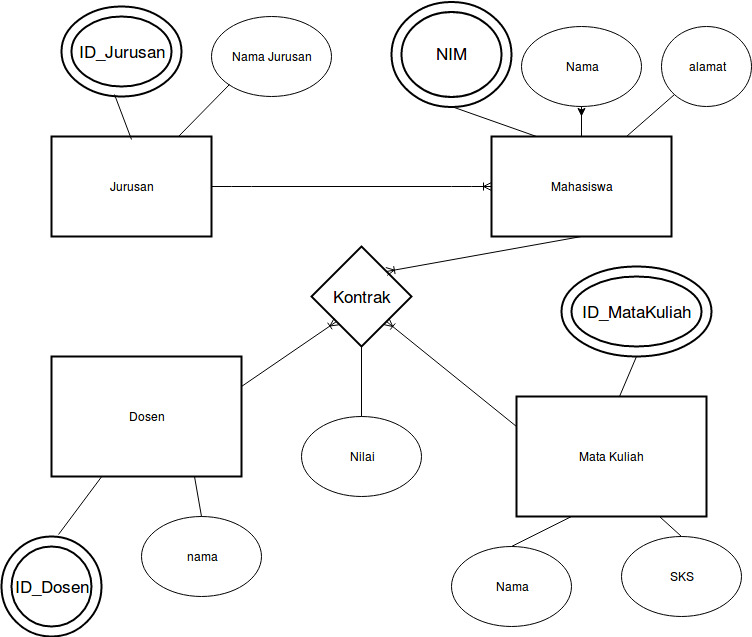 ID_Jurusan
Nama Jurusan
NIM
Nama
alamat
Jurusan
Mahasiswa
Kontrak
ID_MataKuliah
Dosen
Nilai
Mata Kuliah
ID_Dosen
nama
Nama
SKS